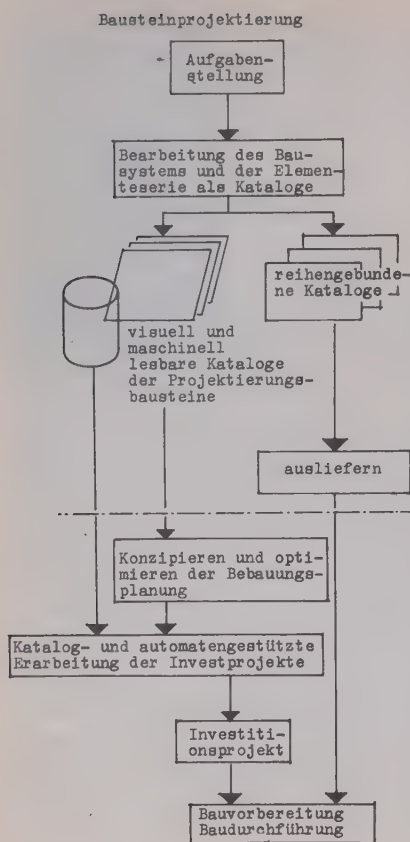 Bausteinprojektierung
Aufgaben-
stellung
Bearbeitung des Bau-
systems und der Elemen-
teserie als Kataloge
reihengebunde-
ne Kataloge
visuell und
maschinell
lesbare Kataloge
der Projektierungs-
bausteine
ausliefern
Konzipieren und opti-
mieren der Bebauungs-
planung
Katalog- und automatengestützte
Erarbeitung der Investprojekte
Investiti-
onsprojekt
Bauvorbereitung
Baudurchführung